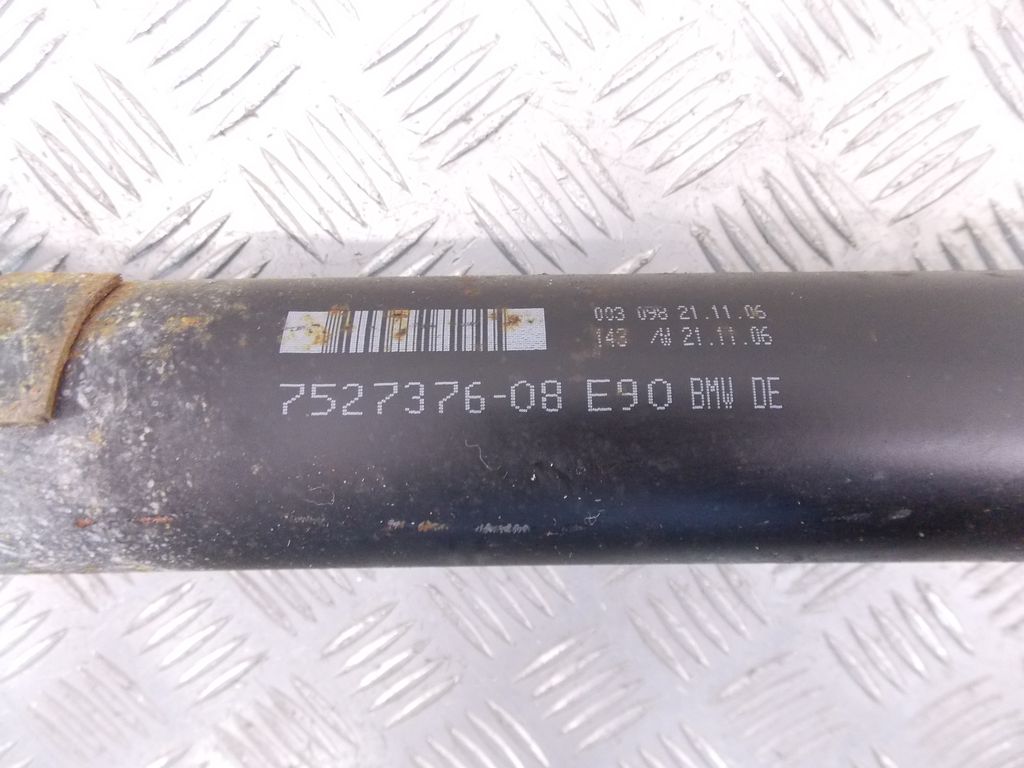 003 098 21.11.06
143 /W 21.11.06
7527376-08 E90 BMW DE